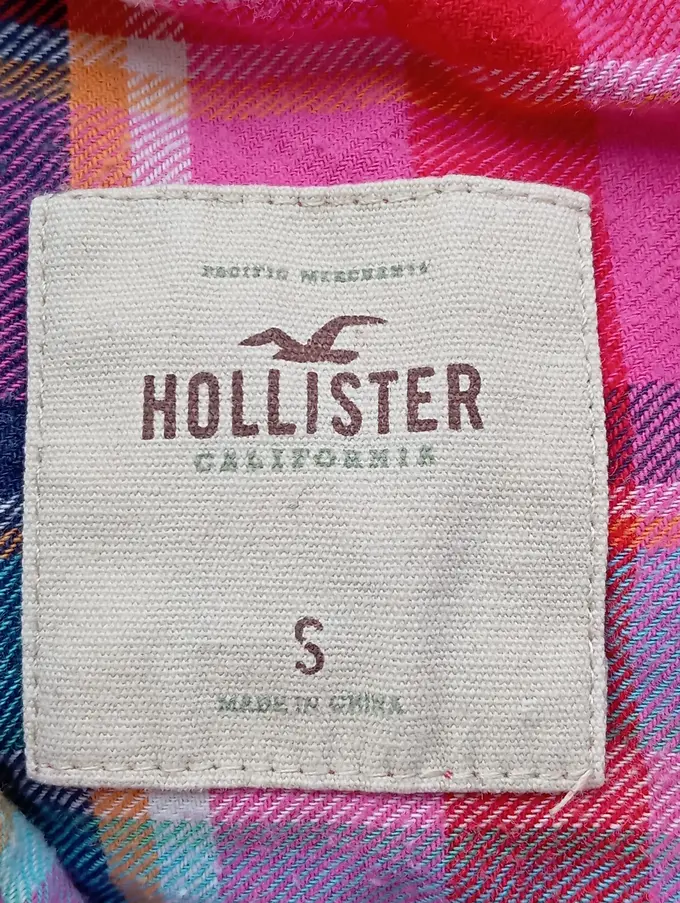 PACIFIC MERCHANTS
HOLLISTER
CALIFORNIA
S
MADE IN CHINA